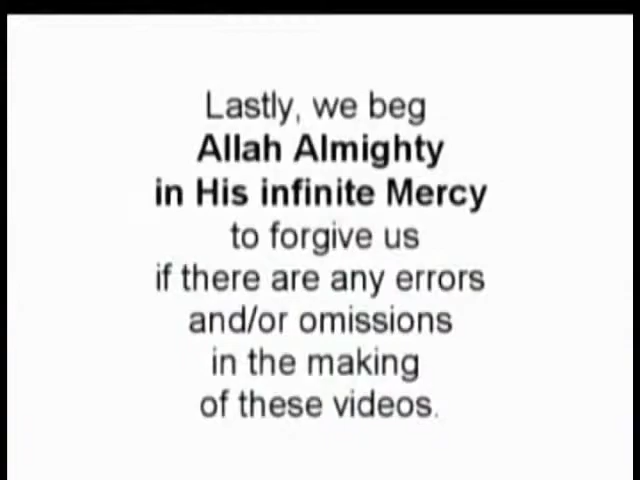 Lastly, we beg
Allah Almighty
in His infinite Mercy
to forgive us
if there are any errors
and/or omissions
in the making
of these videos.